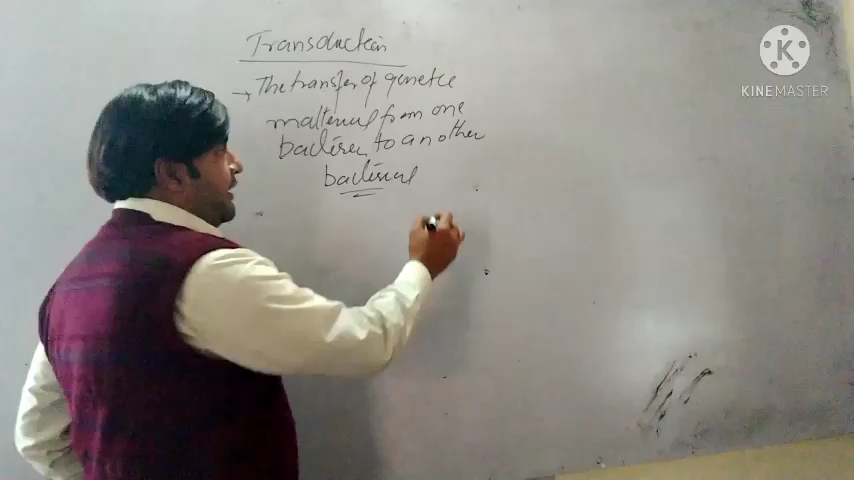 Transduction
→ The transfer of genetic
material from one
bacteria to another
bacterial
K
KINEMASTER